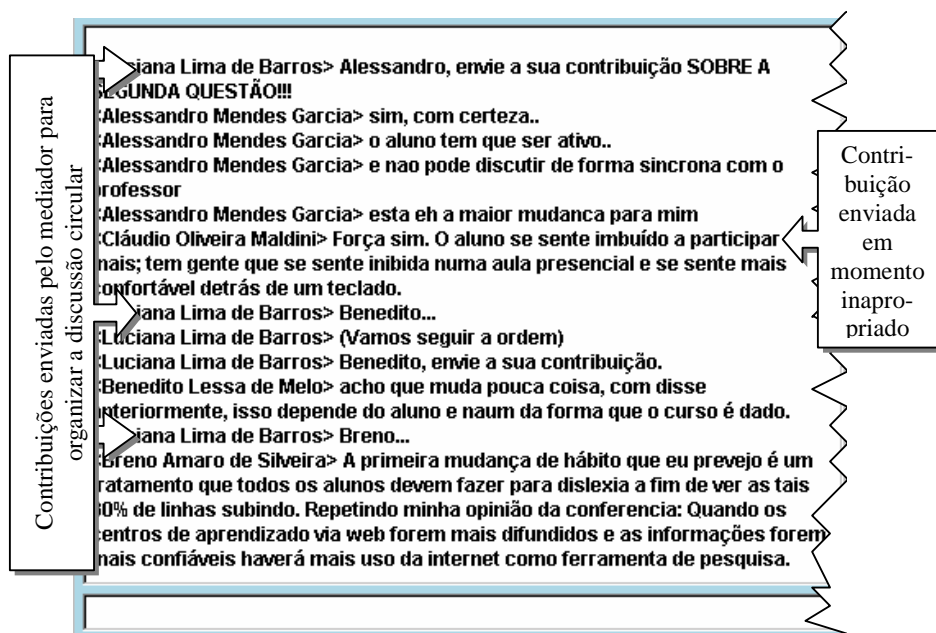 Contribuições enviadas pelo mediador para
organizar a discussão circular
ciana Lima de Barros> Alessandro, envie a sua contribuição SOBRE A
SEGUNDA QUESTÃO!!!
<Alessandro Mendes Garcia> sim, com certeza..
<Alessandro Mendes Garcia> o aluno tem que ser ativo..
<Alessandro Mendes Garcia> e nao pode discutir de forma sincrona com o
professor
<Alessandro Mendes Garcia> esta eh a maior mudanca para mim
<Cláudio Oliveira Maldini> Força sim. O aluno se sente imbuído a participar
mais; tem gente que se sente inibida numa aula presencial e se sente mais
confortável detrás de um teclado.
ciana Lima de Barros> Benedito...
<Luciana Lima de Barros> (Vamos seguir a ordem)
<Luciana Lima de Barros> Benedito, envie a sua contribuição.
<Benedito Lessa de Melo> acho que muda pouca coisa, com disse
anteriormente, isso depende do aluno e naum da forma que o curso é dado.
ciana Lima de Barros> Breno...
<Breno Amaro de Silveira> A primeira mudança de hábito que eu prevejo é um
tratamento que todos os alunos devem fazer para dislexia a fim de ver as tais
de linhas subindo. Repetindo minha opinião da conferencia: Quando os
centros de aprendizado via web forem mais difundidos e as informações forem
mais confiáveis haverá mais uso da internet como ferramenta de pesquisa.
Contri-
buição
enviada
em
momento
inapro-
priado